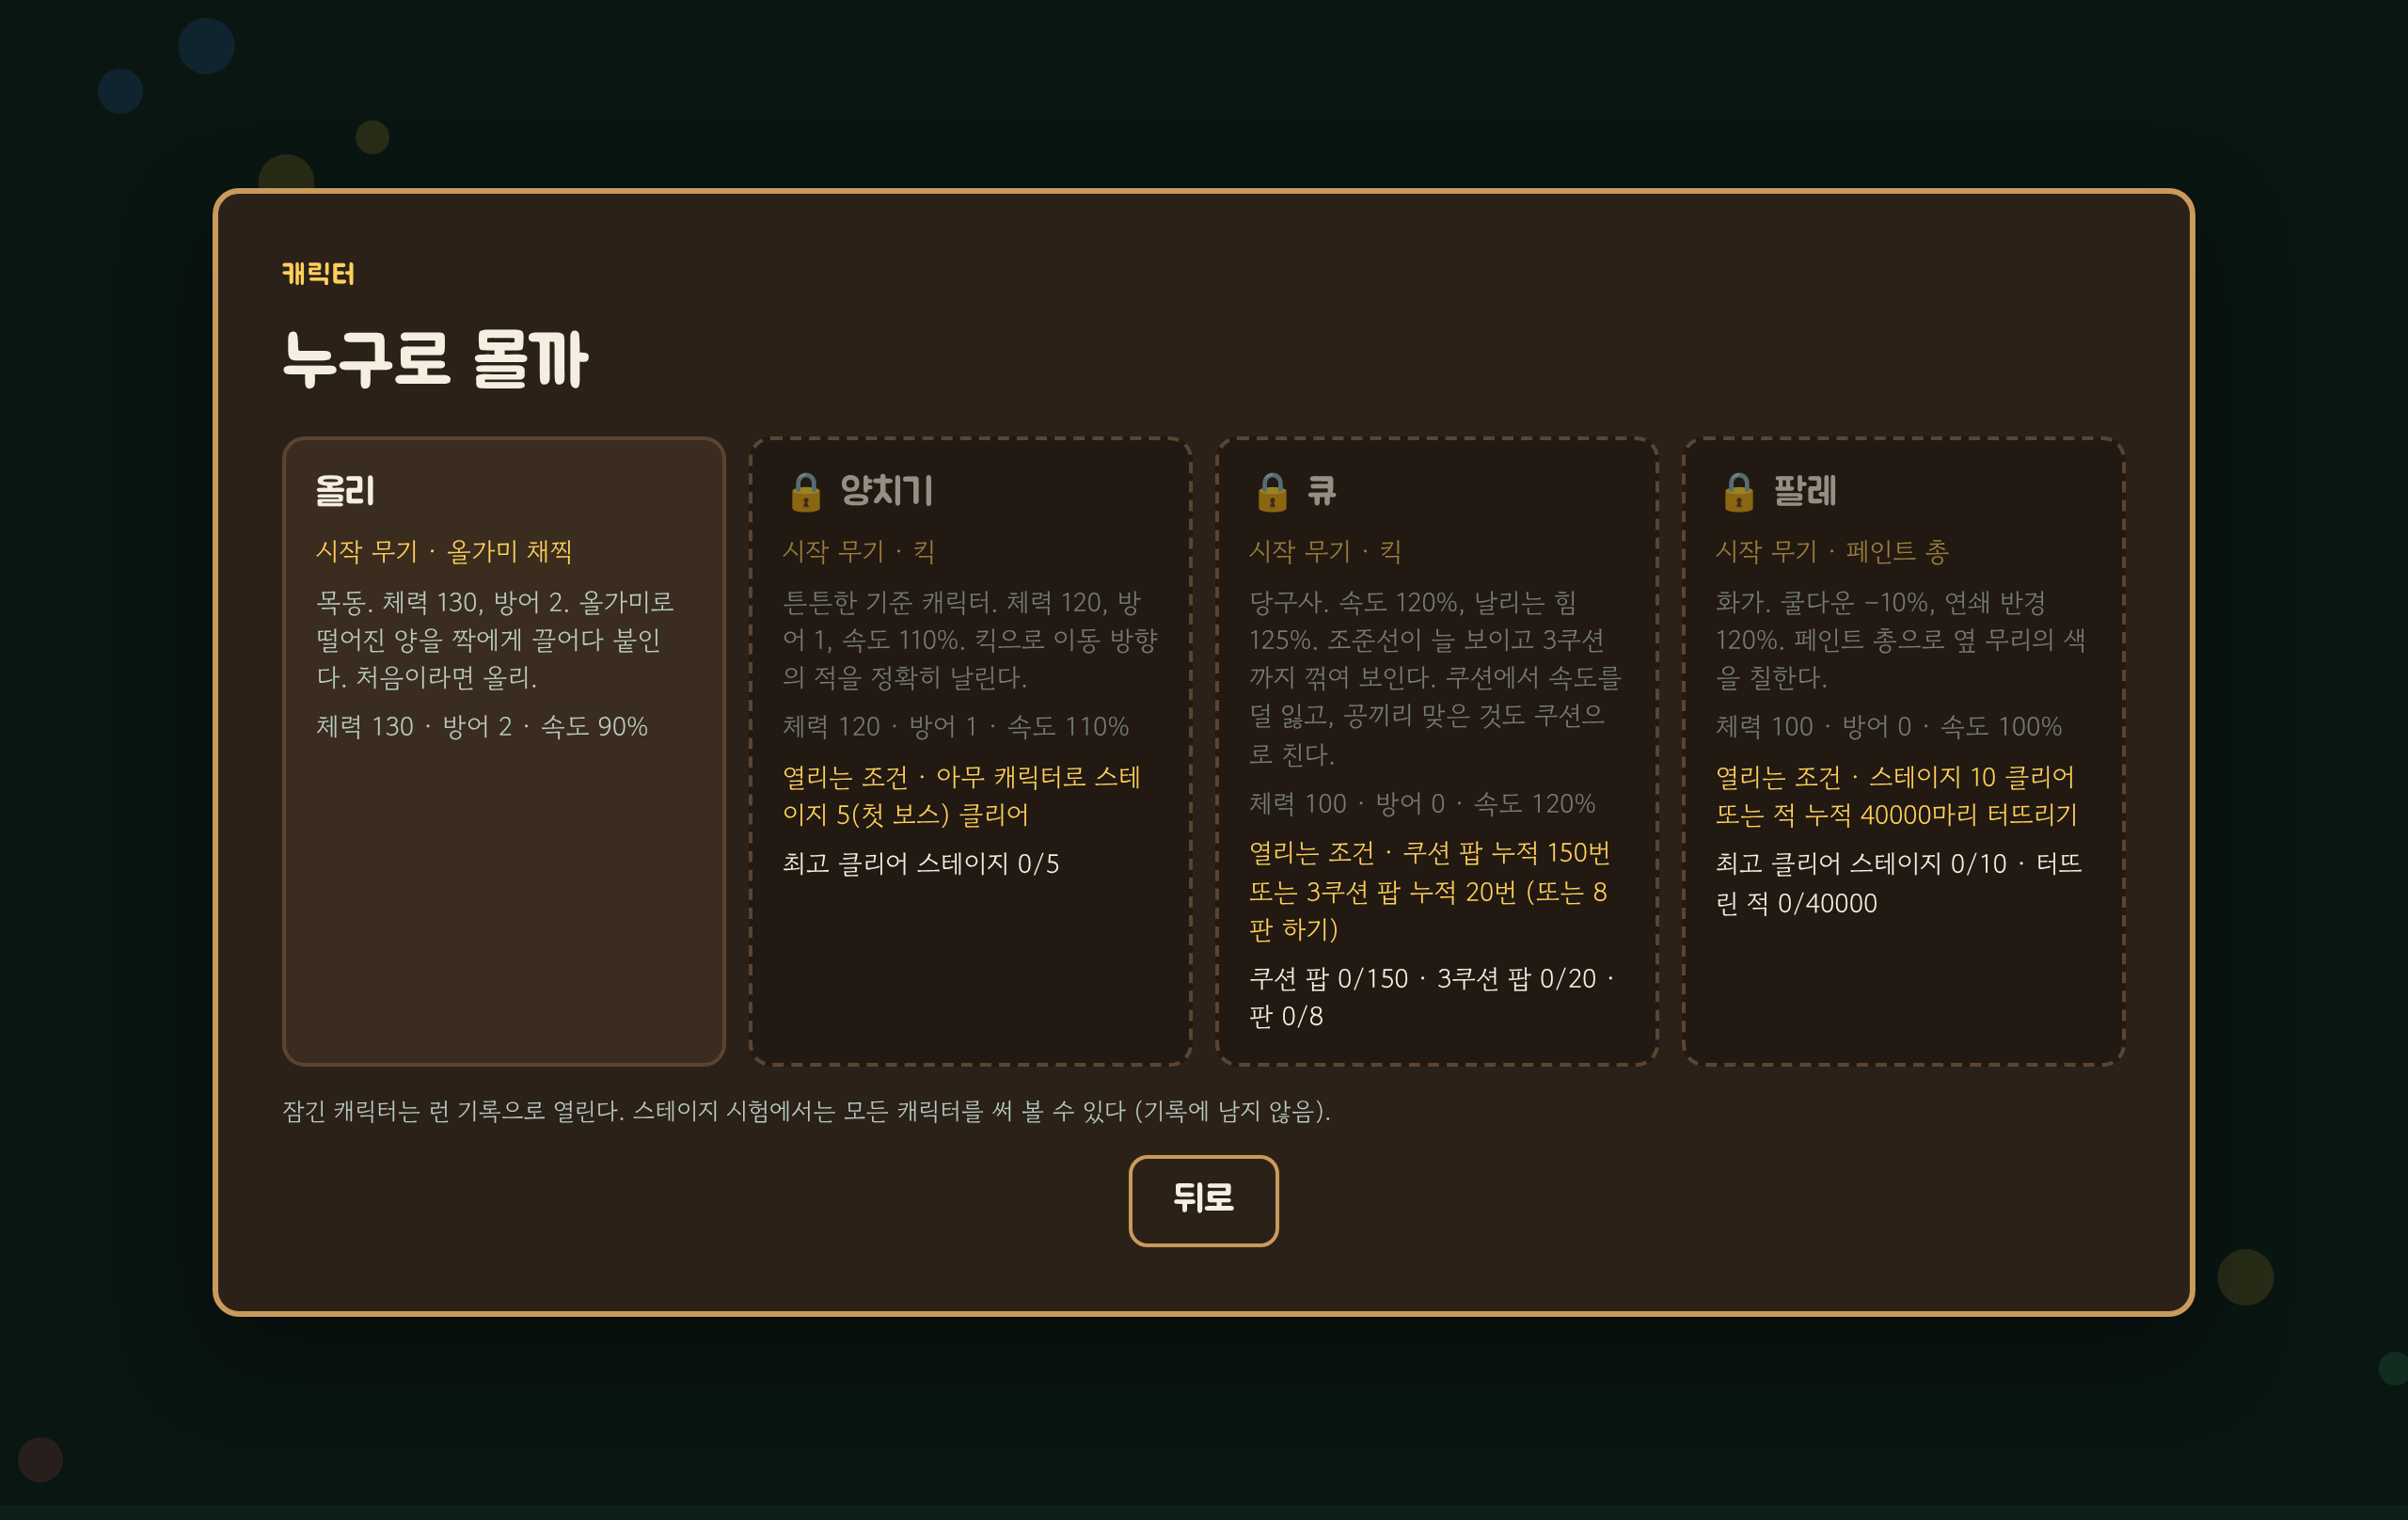 캐릭터
누구로 몰까
올리
시작 무기 · 올가미 채찍
목동. 체력 130, 방어 2. 올가미로
떨어진 양을 짝에게 끌어다 붙인
다. 처음이라면 올리.
체력 130 · 방어 2 · 속도 90%
🔒 양치기
시작 무기 · 킥
튼튼한 기준 캐릭터. 체력 120, 방
어 1, 속도 110%. 킥으로 이동 방향
의 적을 정확히 날린다.
체력 120 · 방어 1 · 속도 110%
열리는 조건 · 아무 캐릭터로 스테
이지 5(첫 보스) 클리어
최고 클리어 스테이지 0/5
🔒 큐
시작 무기 · 킥
당구사. 속도 120%, 날리는 힘
125%. 조준선이 늘 보이고 3쿠션
까지 꺾여 보인다. 쿠션에서 속도를
덜 잃고, 공끼리 맞은 것도 쿠션으
로 친다.
체력 100 · 방어 0 · 속도 120%
열리는 조건 · 쿠션 팝 누적 150번
또는 3쿠션 팝 누적 20번 (또는 8
판 하기)
쿠션 팝 0/150 · 3쿠션 팝 0/20 ·
판 0/8
🔒 팔레
시작 무기 · 페인트 총
화가. 쿨다운 −10%, 연쇄 반경
120%. 페인트 총으로 옆 무리의 색
을 칠한다.
체력 100 · 방어 0 · 속도 100%
열리는 조건 · 스테이지 10 클리어
또는 적 누적 40000마리 터뜨리기
최고 클리어 스테이지 0/10 · 터뜨
린 적 0/40000
잠긴 캐릭터는 런 기록으로 열린다. 스테이지 시험에서는 모든 캐릭터를 써 볼 수 있다 (기록에 남지 않음).
뒤로